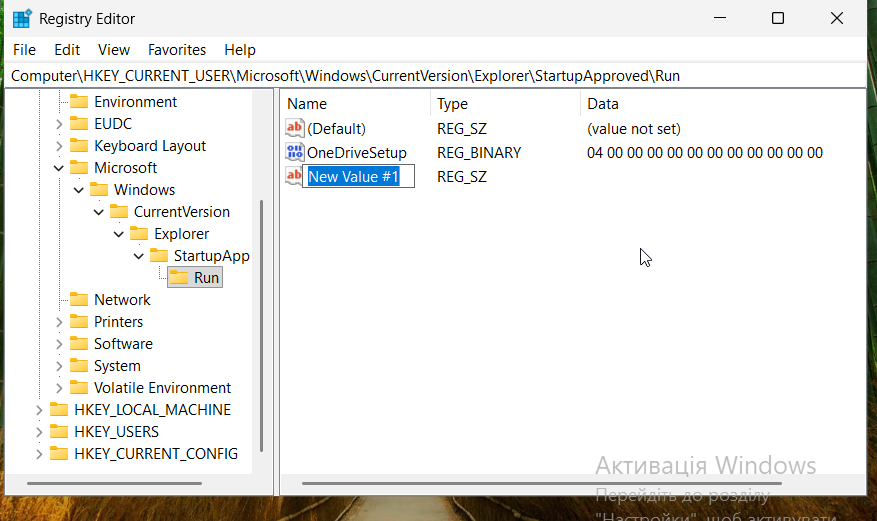 Registry Editor
File Edit View Favorites Help
Computer\HKEY_CURRENT_USER\Microsoft\Windows\CurrentVersion\Explorer\StartupApproved\Run
Environment
EUDC
Keyboard Layout
Microsoft
Windows
CurrentVersion
Explorer
StartupApp
Run
Network
Printers
Software
System
Volatile Environment
HKEY_LOCAL_MACHINE
HKEY_USERS
HKEY_CURRENT_CONFIG
Name Type Data
(Default) REG_SZ (value not set)
OneDriveSetup REG_BINARY 04 00 00 00 00 00 00 00 00 00 00 00
New Value #1 REG_SZ
Активація Windows
Перейдіть до розділу
"Настройки", щоб активувати